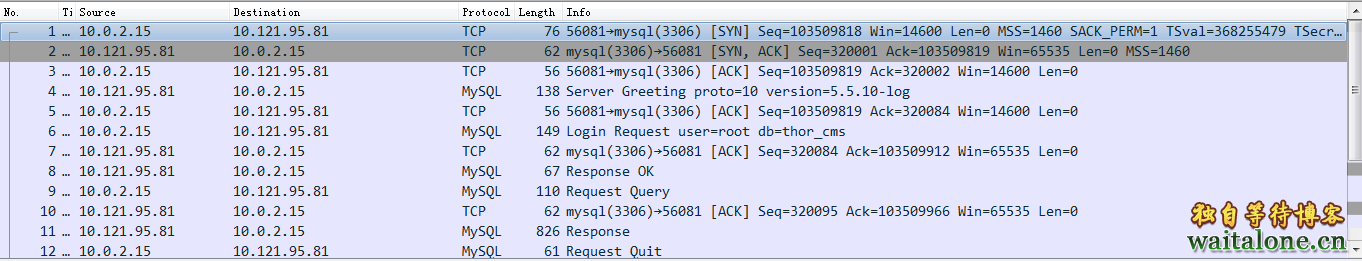 No. Ti Source Destination Protocol Length Info
1 … 10.0.2.15 10.121.95.81 TCP 76 56081→mysql(3306) [SYN] Seq=103509818 Win=14600 Len=0 MSS=1460 SACK_PERM=1 TSval=368255479 TSecr…
2 … 10.121.95.81 10.0.2.15 TCP 62 mysql(3306)→56081 [SYN, ACK] Seq=320001 Ack=103509819 Win=65535 Len=0 MSS=1460
3 … 10.0.2.15 10.121.95.81 TCP 56 56081→mysql(3306) [ACK] Seq=103509819 Ack=320002 Win=14600 Len=0
4 … 10.121.95.81 10.0.2.15 MySQL 138 Server Greeting proto=10 version=5.5.10-log
5 … 10.0.2.15 10.121.95.81 TCP 56 56081→mysql(3306) [ACK] Seq=103509819 Ack=320084 Win=14600 Len=0
6 … 10.0.2.15 10.121.95.81 MySQL 149 Login Request user=root db=thor_cms
7 … 10.121.95.81 10.0.2.15 TCP 62 mysql(3306)→56081 [ACK] Seq=320084 Ack=103509912 Win=65535 Len=0
8 … 10.121.95.81 10.0.2.15 MySQL 67 Response OK
9 … 10.0.2.15 10.121.95.81 MySQL 110 Request Query
10 … 10.121.95.81 10.0.2.15 TCP 62 mysql(3306)→56081 [ACK] Seq=320095 Ack=103509966 Win=65535 Len=0
11 … 10.121.95.81 10.0.2.15 MySQL 826 Response
12 … 10.0.2.15 10.121.95.81 MySQL 61 Request Quit
独自等待博客
waitalone.cn